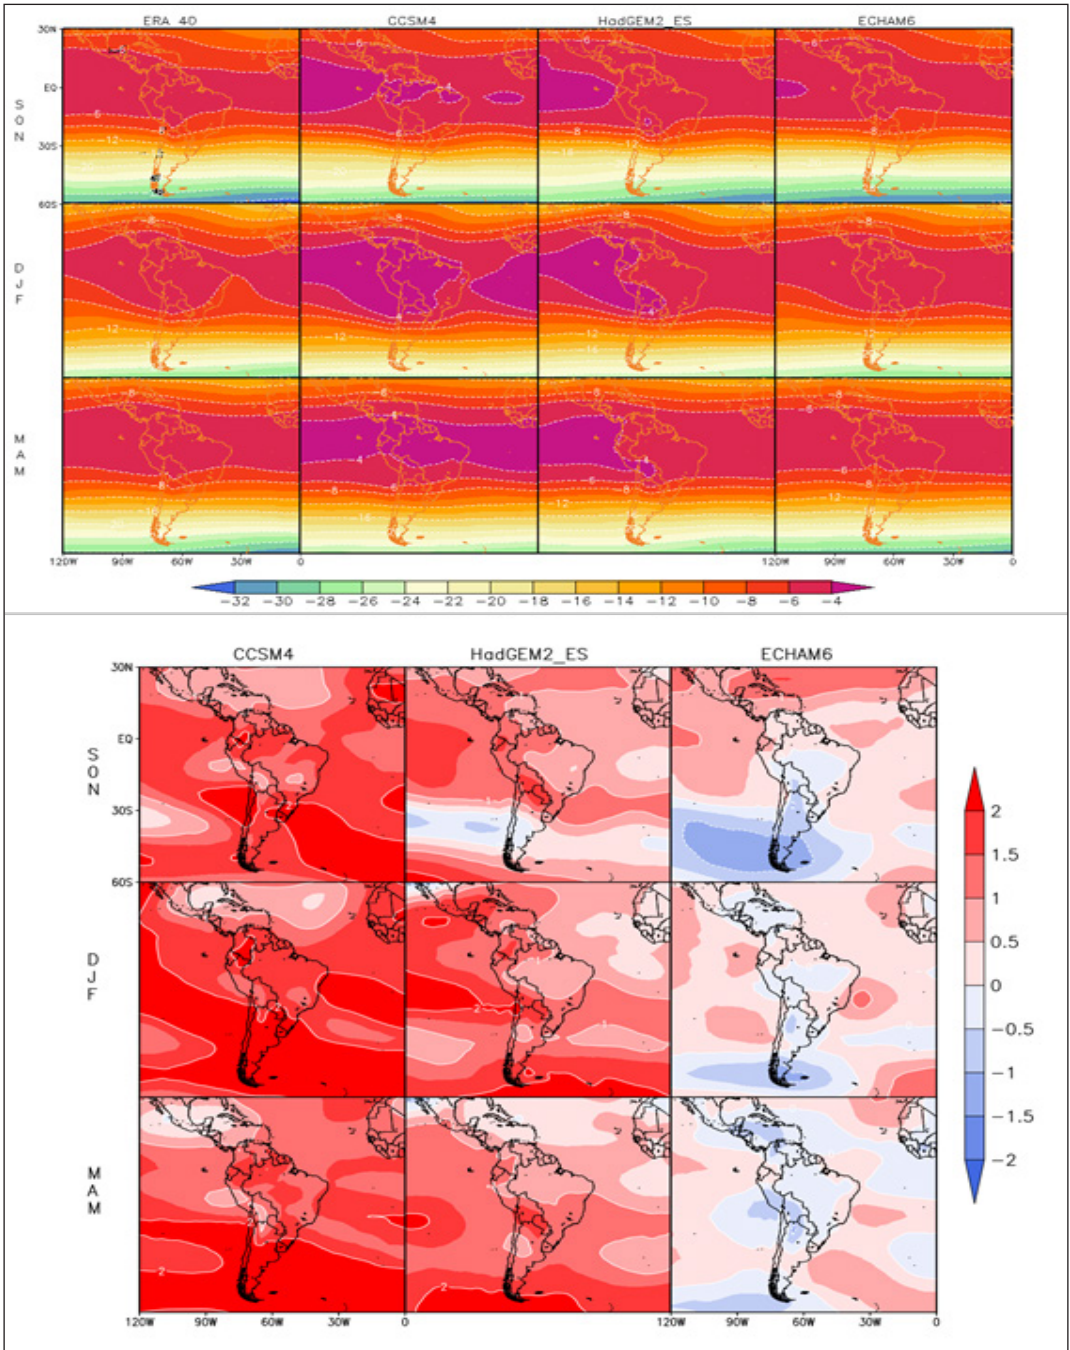 ERA 40 CCSM4 HadGEM2_ES ECHAM6
30N
EQ
30S
60S
S
O
N
D
J
F
M
A
M
120W 90W 60W 30W 0 120W 90W 60W 30W 0
-32 -30 -28 -26 -24 -22 -20 -18 -16 -14 -12 -10 -8 -6 -4
CCSM4 HadGEM2_ES ECHAM6
30N
EQ
30S
60S
S
O
N
D
J
F
M
A
M
120W 90W 60W 30W 0 120W 90W 60W 30W 0
2
1.5
1
0.5
0
-0.5
-1
-1.5
-2